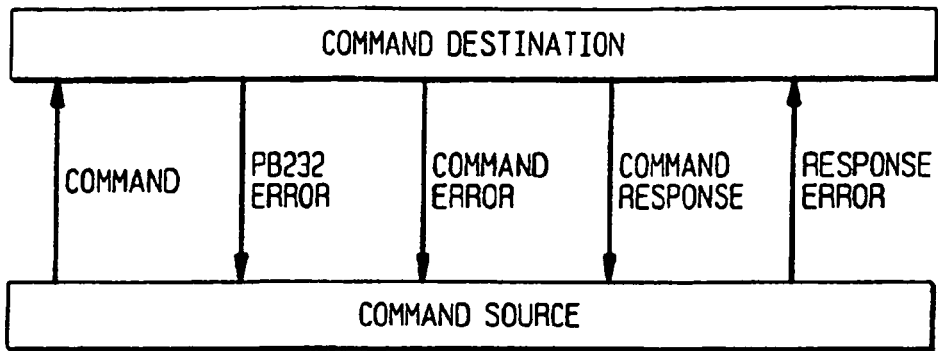 COMMAND DESTINATION
COMMAND
PB232
ERROR
COMMAND
ERROR
COMMAND
RESPONSE
RESPONSE
ERROR
COMMAND SOURCE